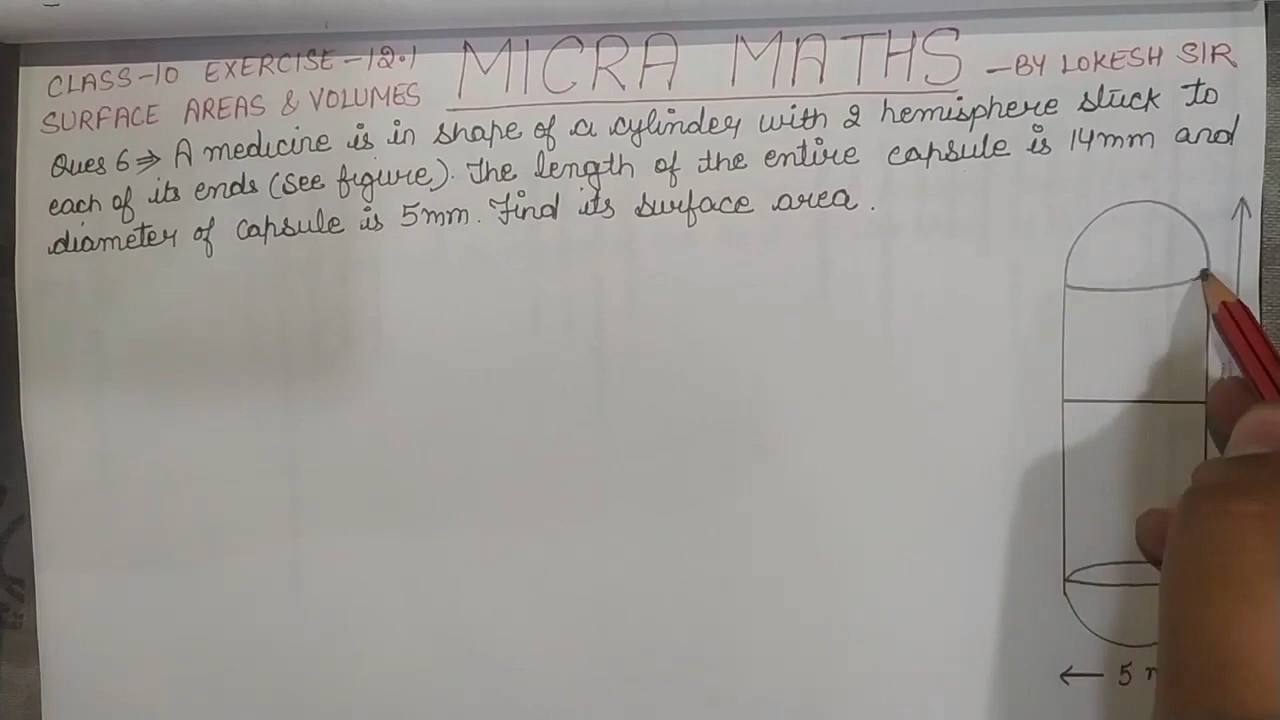 CLASS-10 EXERCISE-12.1 MICRA MATHS -BY LOKESH SIR
SURFACE AREAS & VOLUMES
Ques 6⇒ A medicine is in shape of a cylinder with 2 hemisphere stuck to
each of its ends (see figure). The length of the entire capsule is 14mm and
diameter of capsule is 5mm. Find its surface area.
← 5